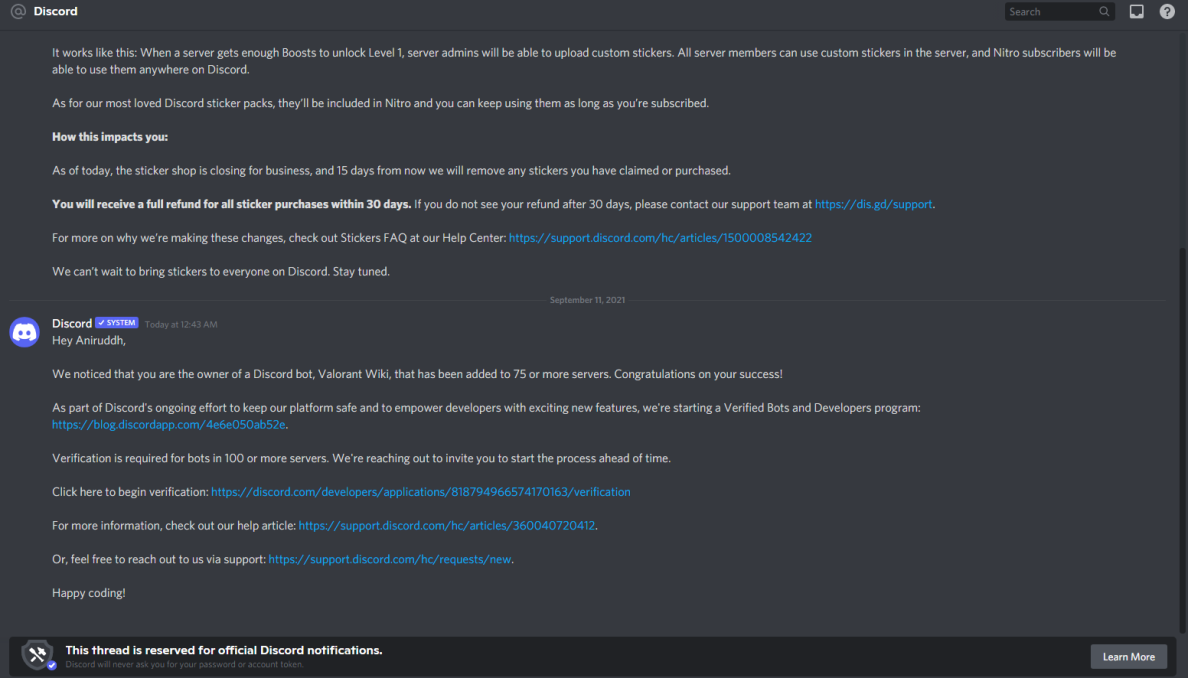 Discord
Search
It works like this: When a server gets enough Boosts to unlock Level 1, server admins will be able to upload custom stickers. All server members can use custom stickers in the server, and Nitro subscribers will be
able to use them anywhere on Discord.
As for our most loved Discord sticker packs, they'll be included in Nitro and you can keep using them as long as you're subscribed.
How this impacts you:
As of today, the sticker shop is closing for business, and 15 days from now we will remove any stickers you have claimed or purchased.
You will receive a full refund for all sticker purchases within 30 days. If you do not see your refund after 30 days, please contact our support team at https://dis.gd/support.
For more on why we're making these changes, check out Stickers FAQ at our Help Center: https://support.discord.com/hc/articles/1500008542422
We can't wait to bring stickers to everyone on Discord. Stay tuned.
September 11, 2021
Discord ✓ SYSTEM Today at 12:43 AM
Hey Aniruddh,
We noticed that you are the owner of a Discord bot, Valorant Wiki, that has been added to 75 or more servers. Congratulations on your success!
As part of Discord's ongoing effort to keep our platform safe and to empower developers with exciting new features, we're starting a Verified Bots and Developers program:
https://blog.discordapp.com/4e6e050ab52e.
Verification is required for bots in 100 or more servers. We're reaching out to invite you to start the process ahead of time.
Click here to begin verification: https://discord.com/developers/applications/818794966574170163/verification
For more information, check out our help article: https://support.discord.com/hc/articles/360040720412.
Or, feel free to reach out to us via support: https://support.discord.com/hc/requests/new.
Happy coding!
This thread is reserved for official Discord notifications.
Discord will never ask you for your password or account token.
Learn More